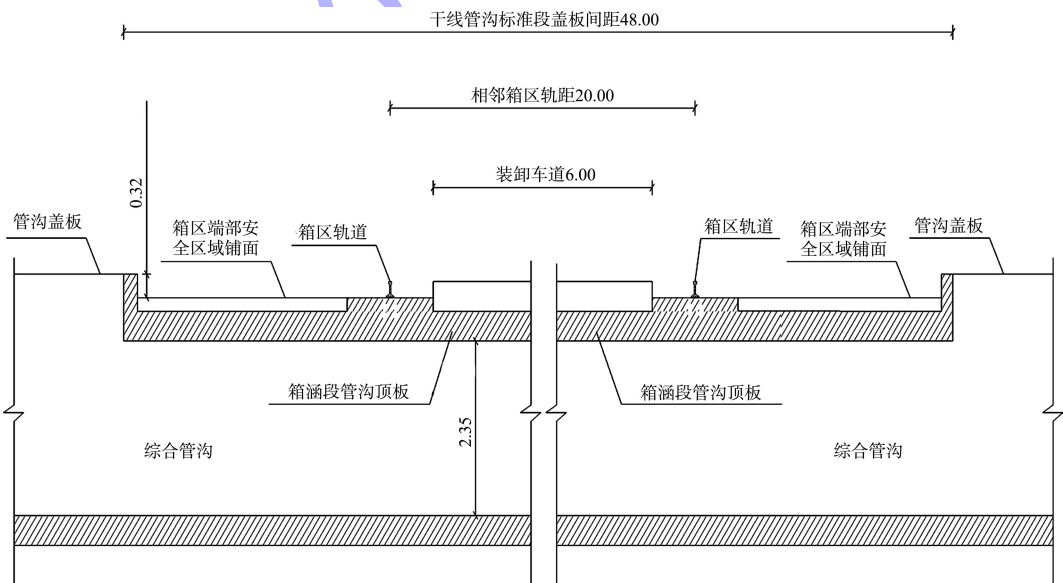 干线管沟标准段盖板间距48.00
相邻箱区轨距20.00
装卸车道6.00
0.32
管沟盖板
箱区端部安
全区域铺面
箱区轨道
箱区轨道
箱区端部安
全区域铺面
管沟盖板
箱涵段管沟顶板
箱涵段管沟顶板
2.35
综合管沟
综合管沟